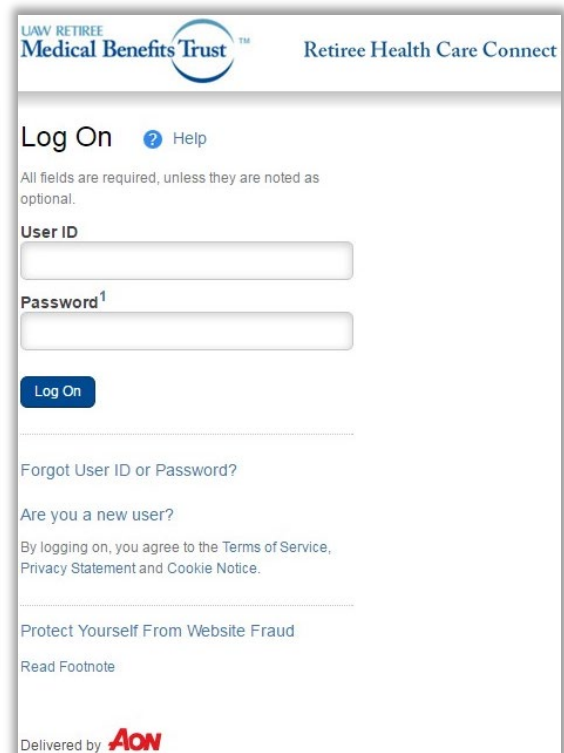 UAW RETIREE
Medical Benefits Trust™ Retiree Health Care Connect
Log On ? Help
All fields are required, unless they are noted as
optional.
User ID
Password¹
Log On
Forgot User ID or Password?
Are you a new user?
By logging on, you agree to the Terms of Service,
Privacy Statement and Cookie Notice.
Protect Yourself From Website Fraud
Read Footnote
Delivered by AON